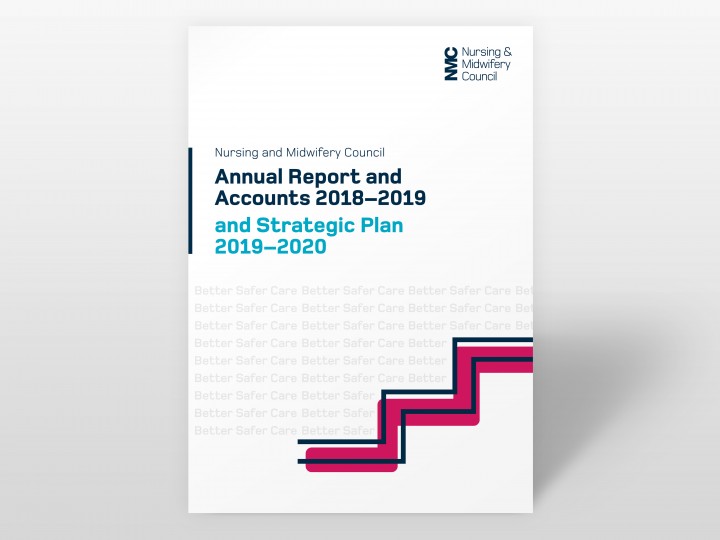 NMC
Nursing &
Midwifery
Council
Nursing and Midwifery Council
Annual Report and
Accounts 2018–2019
and Strategic Plan
2019–2020
Better Safer Care Better Safer Care Better Safer Care Bet
Better Safer Care Better Safer Care Better Safer Care Bet
Better Safer Care Better Safer Care Better Safer Care Bet
Better Safer Care Better Safer Care Better
Better Safer Care Better Safer Care Better
Better Safer Care Better Safer Care Better
Better Safer Care Better Safer
Better Safer Care Better Safer
Better Safer Care Better Safer